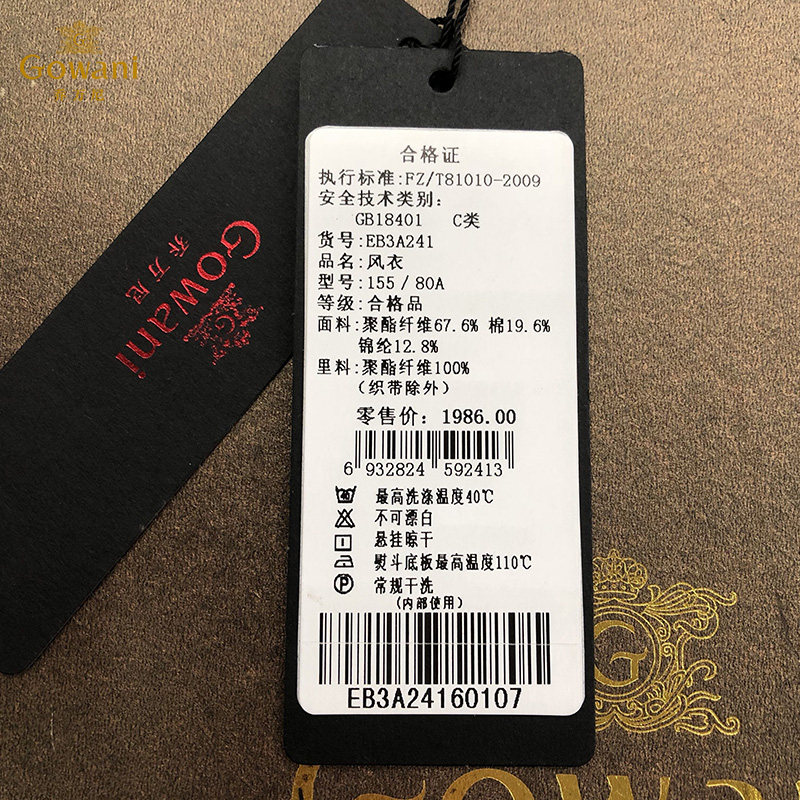 Gowani
乔万尼
Gowani
乔万尼
G
合格证
执行标准:FZ/T81010-2009
安全技术类别:
GB18401 C类
货号:EB3A241
品名:风衣
型号:155/80A
等级:合格品
面料:聚酯纤维67.6% 棉19.6%
锦纶12.8%
里料:聚酯纤维100%
(织带除外)
零售价: 1986.00
6 932824 592413
40 最高洗涤温度40℃
不可漂白
悬挂晾干
熨斗底板最高温度110℃
P 常规干洗
(内部使用)
EB3A24160107
G
Gowani